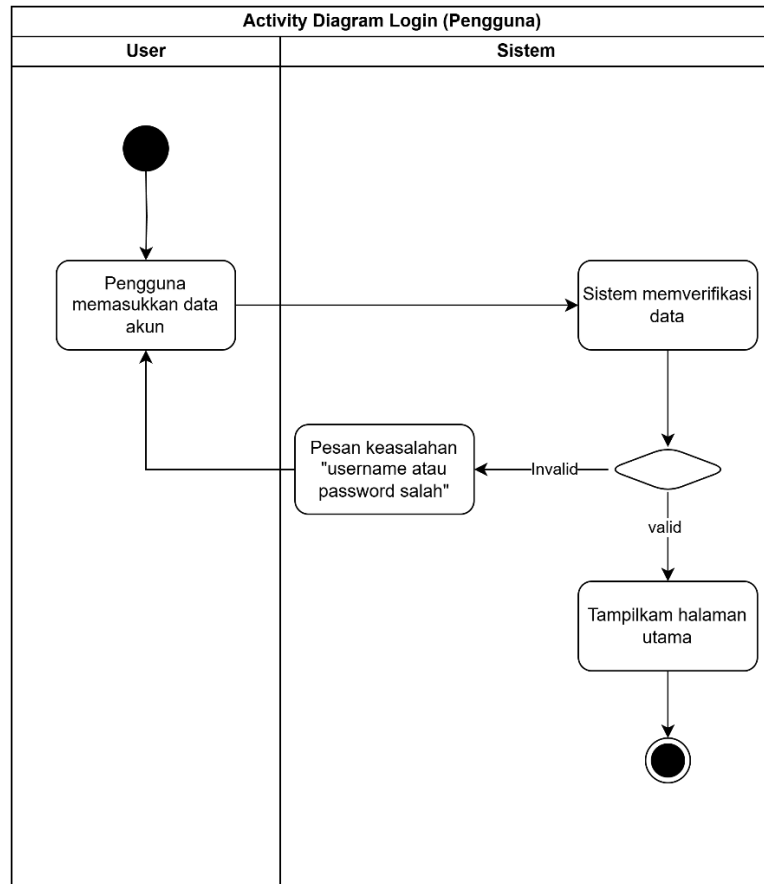 Activity Diagram Login (Pengguna)
User
Sistem
Pengguna
memasukkan data
akun
Sistem memverifikasi
data
Pesan keasalahan
"username atau
password salah"
Invalid
valid
Tampilkam halaman
utama